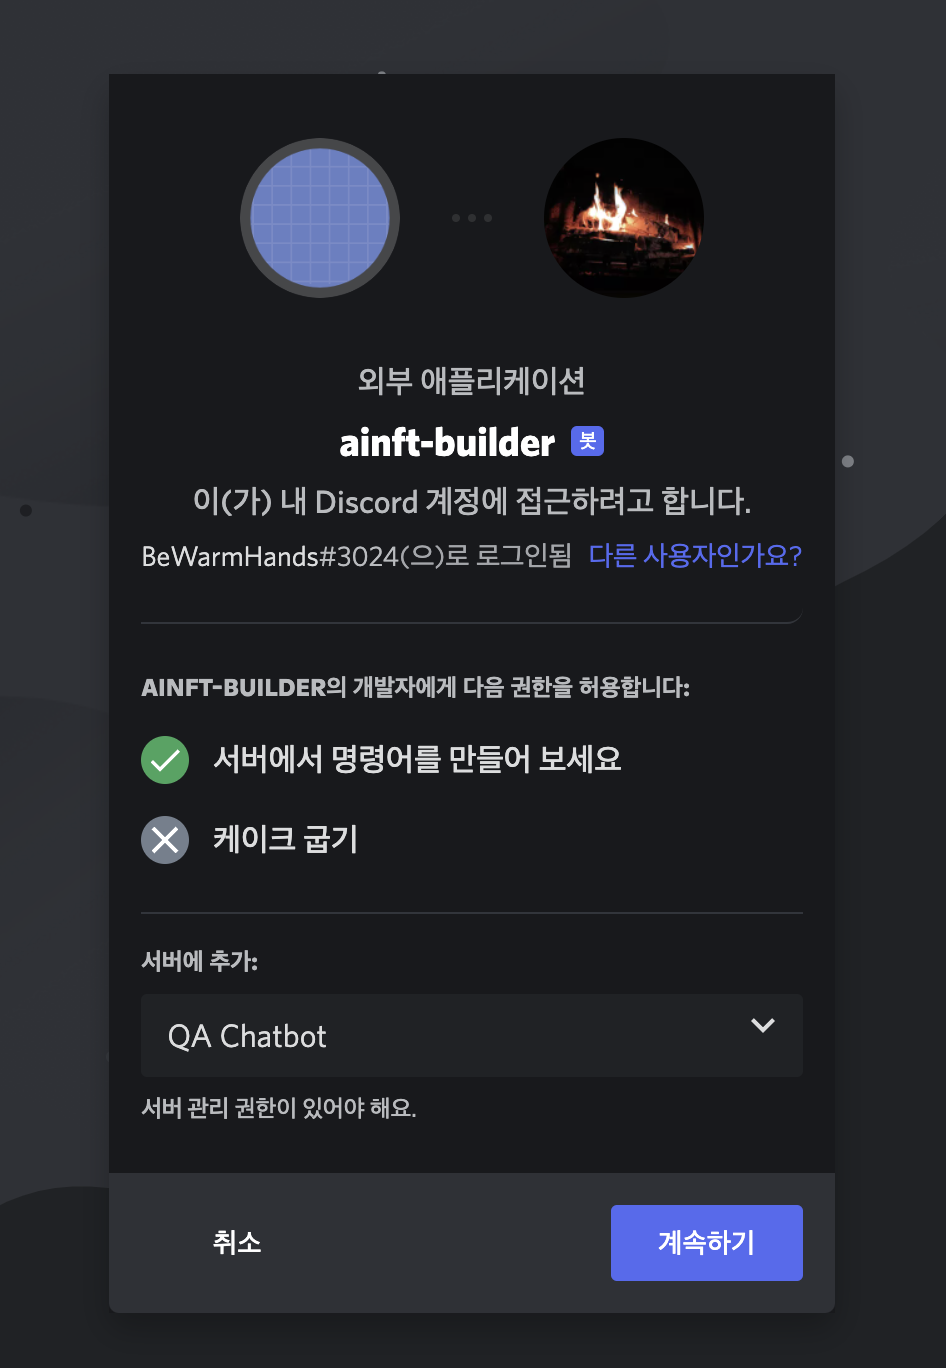 외부 애플리케이션
ainft-builder 봇
이(가) 내 Discord 계정에 접근하려고 합니다.
BeWarmHands#3024(으)로 로그인됨 다른 사용자인가요?
AINFT-BUILDER의 개발자에게 다음 권한을 허용합니다:
서버에서 명령어를 만들어 보세요
케이크 굽기
서버에 추가:
QA Chatbot
서버 관리 권한이 있어야 해요.
취소
계속하기